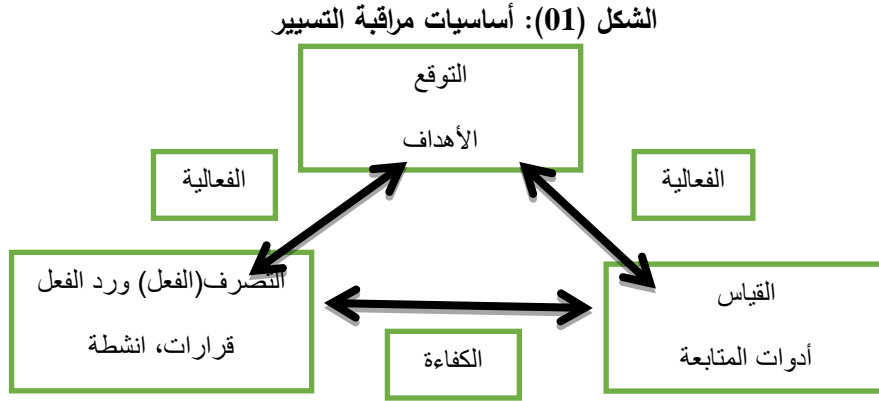 الشكل (01): أساسيات مراقبة التسيير
التوقع
الأهداف
الفعالية
الفعالية
القياس
أدوات المتابعة
التصرف(الفعل) ورد الفعل
قرارات، انشطة
الكفاءة